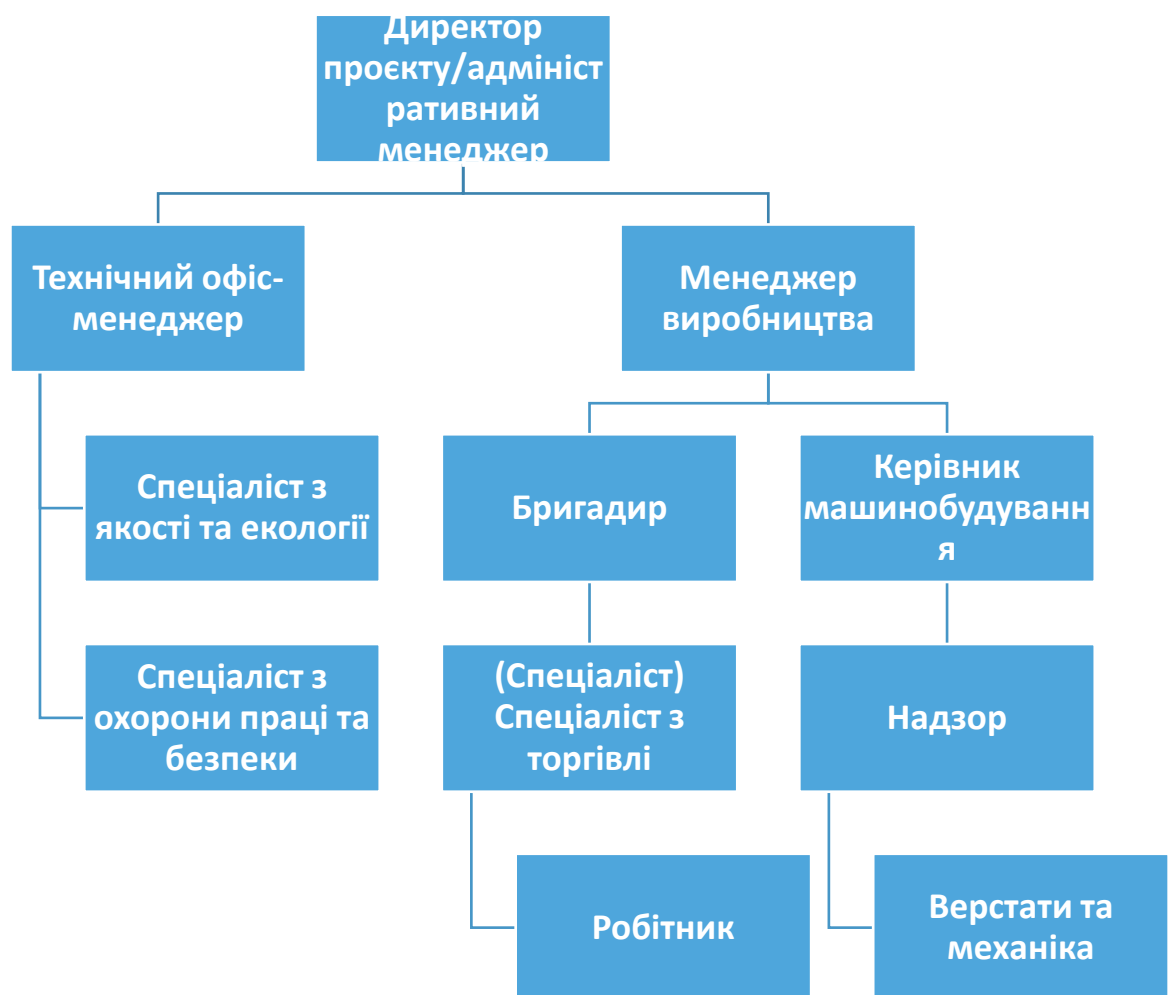 Директор
проєкту/адмініст
ративний
менеджер
Технічний офіс-
менеджер
Менеджер
виробництва
Спеціаліст з
якості та екології
Бригадир
Керівник
машинобудуванн
я
Спеціаліст з
охорони праці та
безпеки
(Спеціаліст)
Спеціаліст з
торгівлі
Надзор
Робітник
Верстати та
механіка